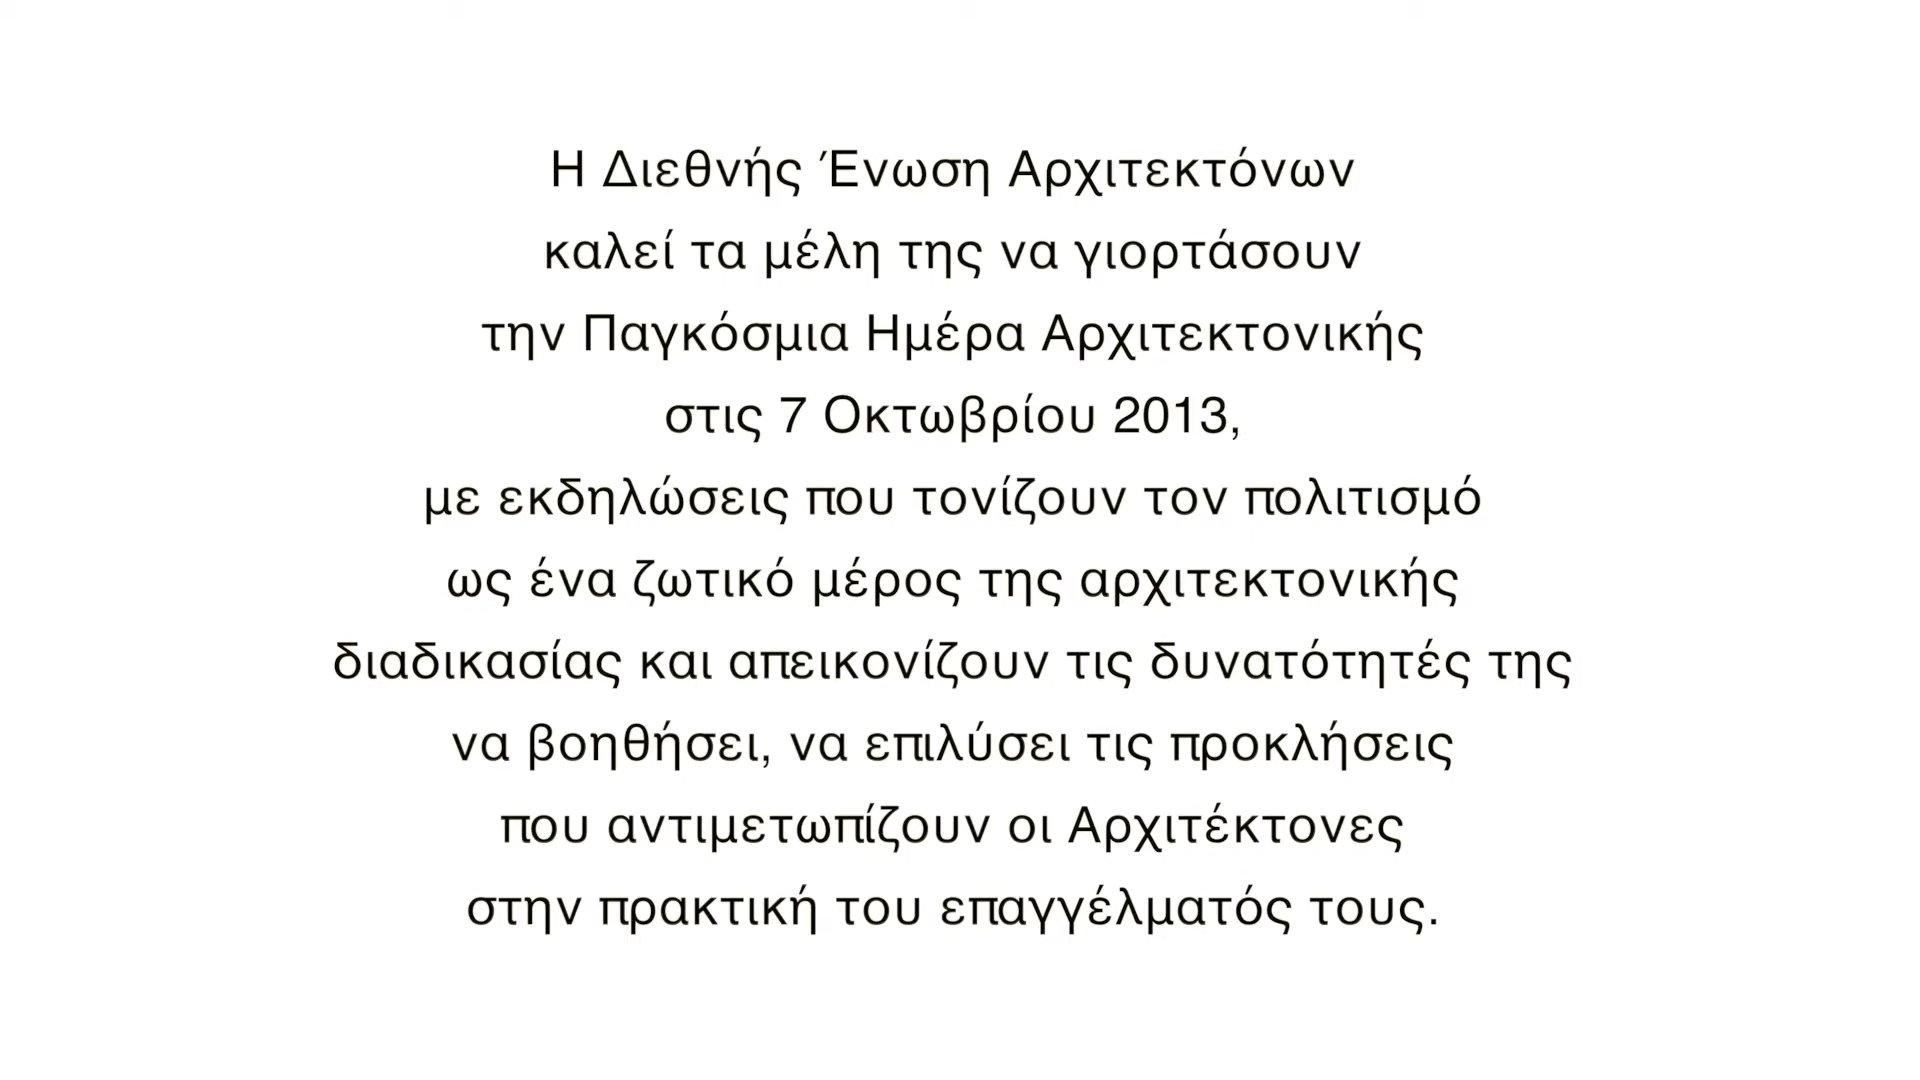 Η Διεθνής Ένωση Αρχιτεκτόνων
καλεί τα μέλη της να γιορτάσουν
την Παγκόσμια Ημέρα Αρχιτεκτονικής
στις 7 Οκτωβρίου 2013,
με εκδηλώσεις που τονίζουν τον πολιτισμό
ως ένα ζωτικό μέρος της αρχιτεκτονικής
διαδικασίας και απεικονίζουν τις δυνατότητές της
να βοηθήσει, να επιλύσει τις προκλήσεις
που αντιμετωπίζουν οι Αρχιτέκτονες
στην πρακτική του επαγγέλματός τους.